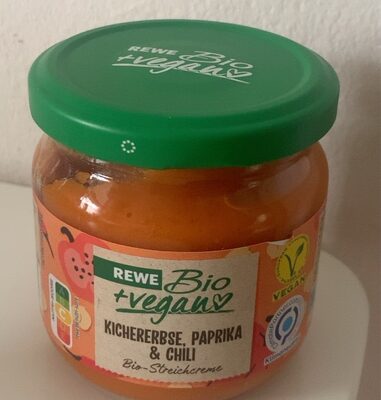 REWE Bio
+vegan
REWE Bio
+vegan
KICHERERBSE, PAPRIKA
& CHILI
Bio-Streichcreme
VEGAN